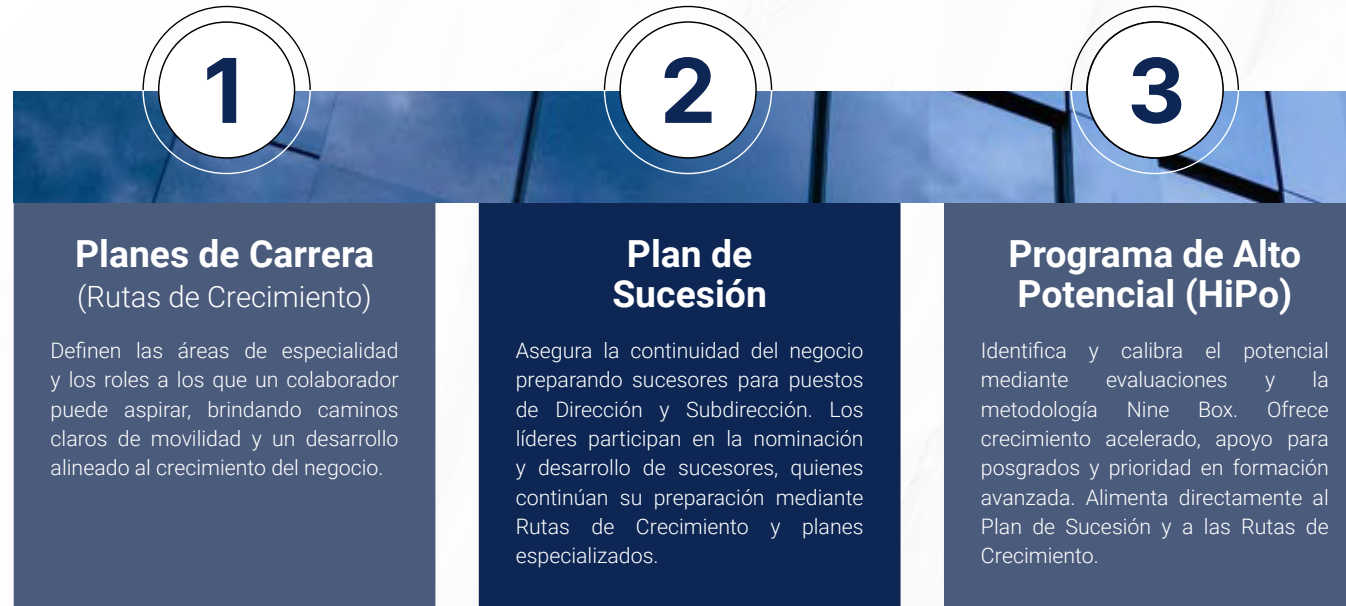 1
Planes de Carrera
(Rutas de Crecimiento)
Definen las áreas de especialidad
y los roles a los que un colaborador
puede aspirar, brindando caminos
claros de movilidad y un desarrollo
alineado al crecimiento del negocio.
2
Plan de
Sucesión
Asegura la continuidad del negocio
preparando sucesores para puestos
de Dirección y Subdirección. Los
líderes participan en la nominación
y desarrollo de sucesores, quienes
continúan su preparación mediante
Rutas de Crecimiento y planes
especializados.
3
Programa de Alto
Potencial (HiPo)
Identifica y calibra el potencial
mediante evaluaciones y la
metodología Nine Box. Ofrece
crecimiento acelerado, apoyo para
posgrados y prioridad en formación
avanzada. Alimenta directamente al
Plan de Sucesión y a las Rutas de
Crecimiento.